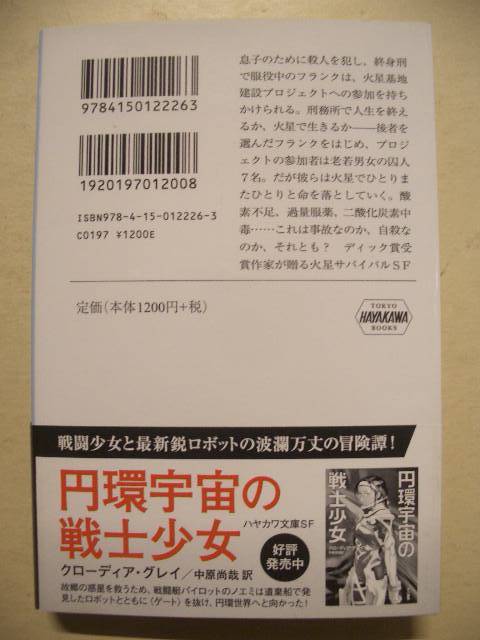 9784150122263
1920197012008
ISBN978-4-15-012226-3
C0197 ¥1200E
息子のために殺人を犯し、終身刑
で服役中のフランクは、火星基地
建設プロジェクトへの参加を持ち
かけられる。刑務所で人生を終え
るか、火星で生きるか――後者を
選んだフランクをはじめ、プロジ
ェクトの参加者は老若男女の囚人
7名。だが彼らは火星でひとりま
たひとりと命を落としていく。酸
素不足、過量服薬、二酸化炭素中
毒……これは事故なのか、自殺な
のか、それとも？ ディック賞受
賞作家が贈る火星サバイバルSF
定価(本体1200円+税)
TOKYO
HAYAKAWA
BOOKS
戦闘少女と最新鋭ロボットの波瀾万丈の冒険譚！
円環宇宙の
戦士少女
ハヤカワ文庫SF
クローディア・グレイ／中原尚哉 訳
好評
発売中
故郷の惑星を救うため、戦闘艇パイロットのノエミは遺棄船で発
見したロボットとともに〈ゲート〉を抜け、円環世界へと向かった！
円環宇宙の
戦士少女